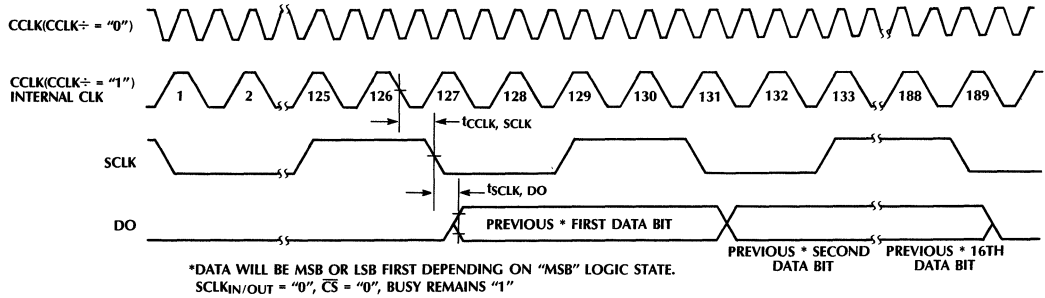 CCLK(CCLK÷ = "0")
CCLK(CCLK÷ = "1")
INTERNAL CLK
1 2 125 126 127 128 129 130 131 132 133 188 189
tCCLK, SCLK
SCLK
tSCLK, DO
DO
PREVIOUS * FIRST DATA BIT
PREVIOUS * SECOND
DATA BIT
PREVIOUS * 16TH
DATA BIT
*DATA WILL BE MSB OR LSB FIRST DEPENDING ON "MSB" LOGIC STATE.
SCLKIN/OUT = "0", C̅S̅ = "0", BUSY REMAINS "1"